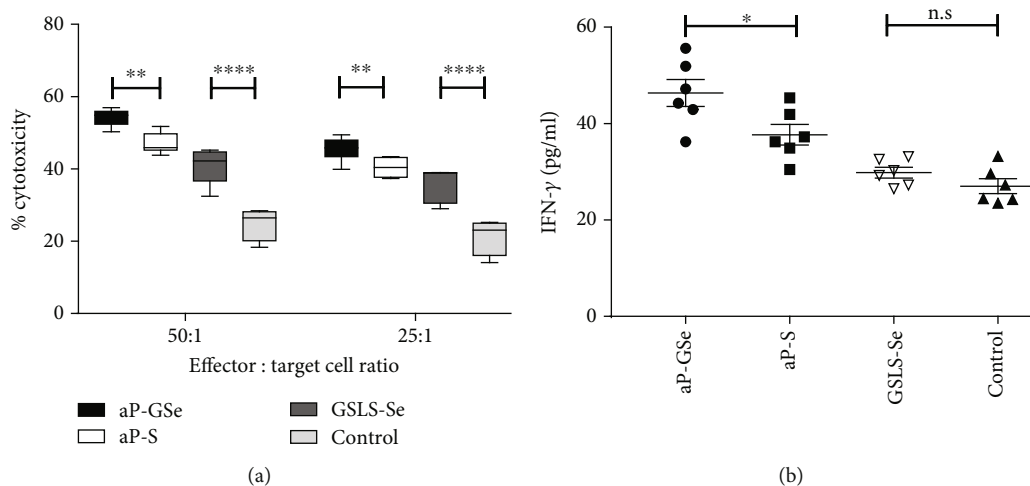 80
60
40
20
0
% cytotoxicity
**
****
**
****
50:1
25:1
Effector : target cell ratio
aP-GSe
GSLS-Se
aP-S
Control
(a)
60
40
20
0
IFN-γ (pg/ml)
*
n.s
aP-GSe
aP-S
GSLS-Se
Control
(b)